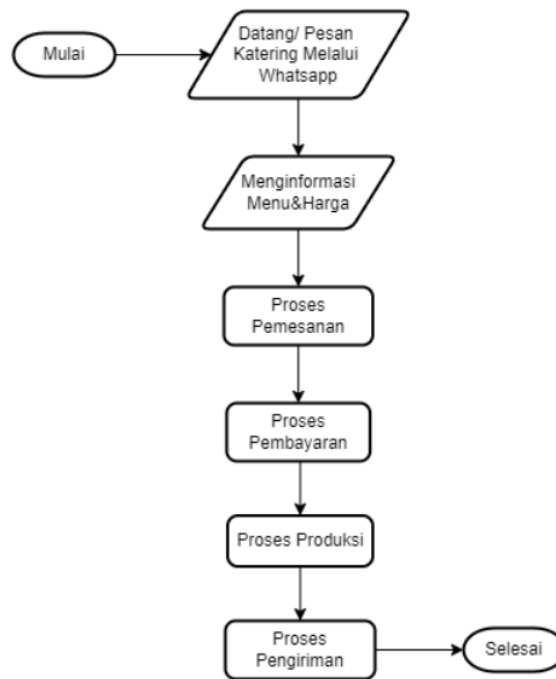 Mulai
Datang/ Pesan
Katering Melalui
Whatsapp
Menginformasi
Menu&Harga
Proses
Pemesanan
Proses
Pembayaran
Proses Produksi
Proses
Pengiriman
Selesai